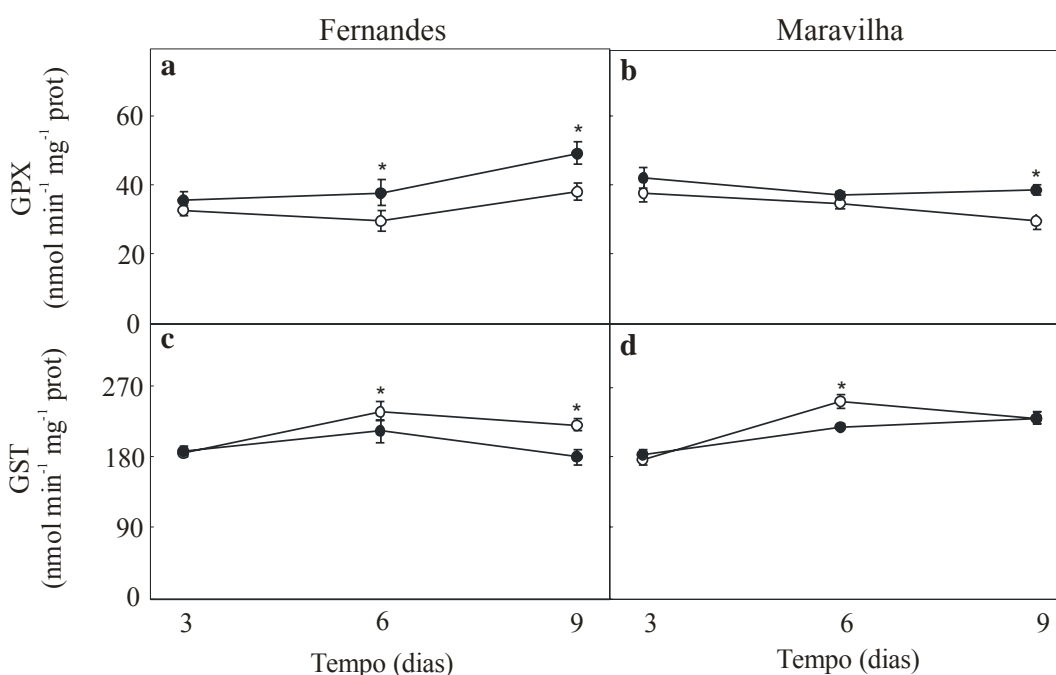 Fernandes
Maravilha
a
b
GPX
(nmol min⁻¹ mg⁻¹ prot)
60
40
20
0
*
*
*
c
d
GST
(nmol min⁻¹ mg⁻¹ prot)
270
180
90
0
*
*
*
3
6
9
3
6
9
Tempo (dias)
Tempo (dias)